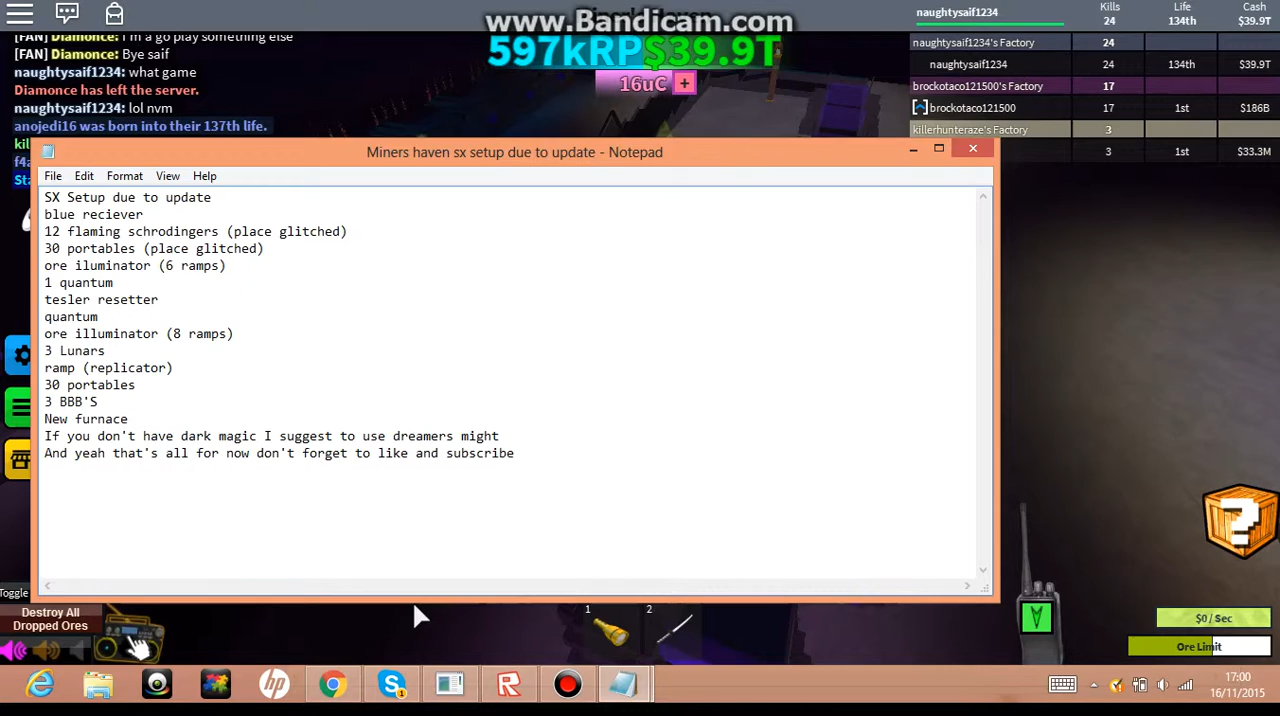 www.Bandicam.com
597kRP$39.9T
16uC +
[FAN] Diamonce: I'm a go play something else
[FAN] Diamonce: Bye saif
naughtysaif1234: what game
Diamonce has left the server.
naughtysaif1234: lol nvm
anojedi16 was born into their 137th life.
naughtysaif1234 Kills 24 Life 134th Cash $39.9T
naughtysaif1234's Factory 24
naughtysaif1234 24 134th $39.9T
brockotaco121500's Factory 17
brockotaco121500 17 1st $186B
killerhunteraze's Factory 3
3 1st $33.3M
Miners haven sx setup due to update - Notepad
File Edit Format View Help
SX Setup due to update
blue reciever
12 flaming schrodingers (place glitched)
30 portables (place glitched)
ore iluminator (6 ramps)
1 quantum
tesler resetter
quantum
ore illuminator (8 ramps)
3 Lunars
ramp (replicator)
30 portables
3 BBB'S
New furnace
If you don't have dark magic I suggest to use dreamers might
And yeah that's all for now don't forget to like and subscribe
Toggle
Destroy All
Dropped Ores
1 2
$0/Sec
Ore Limit
17:00
16/11/2015